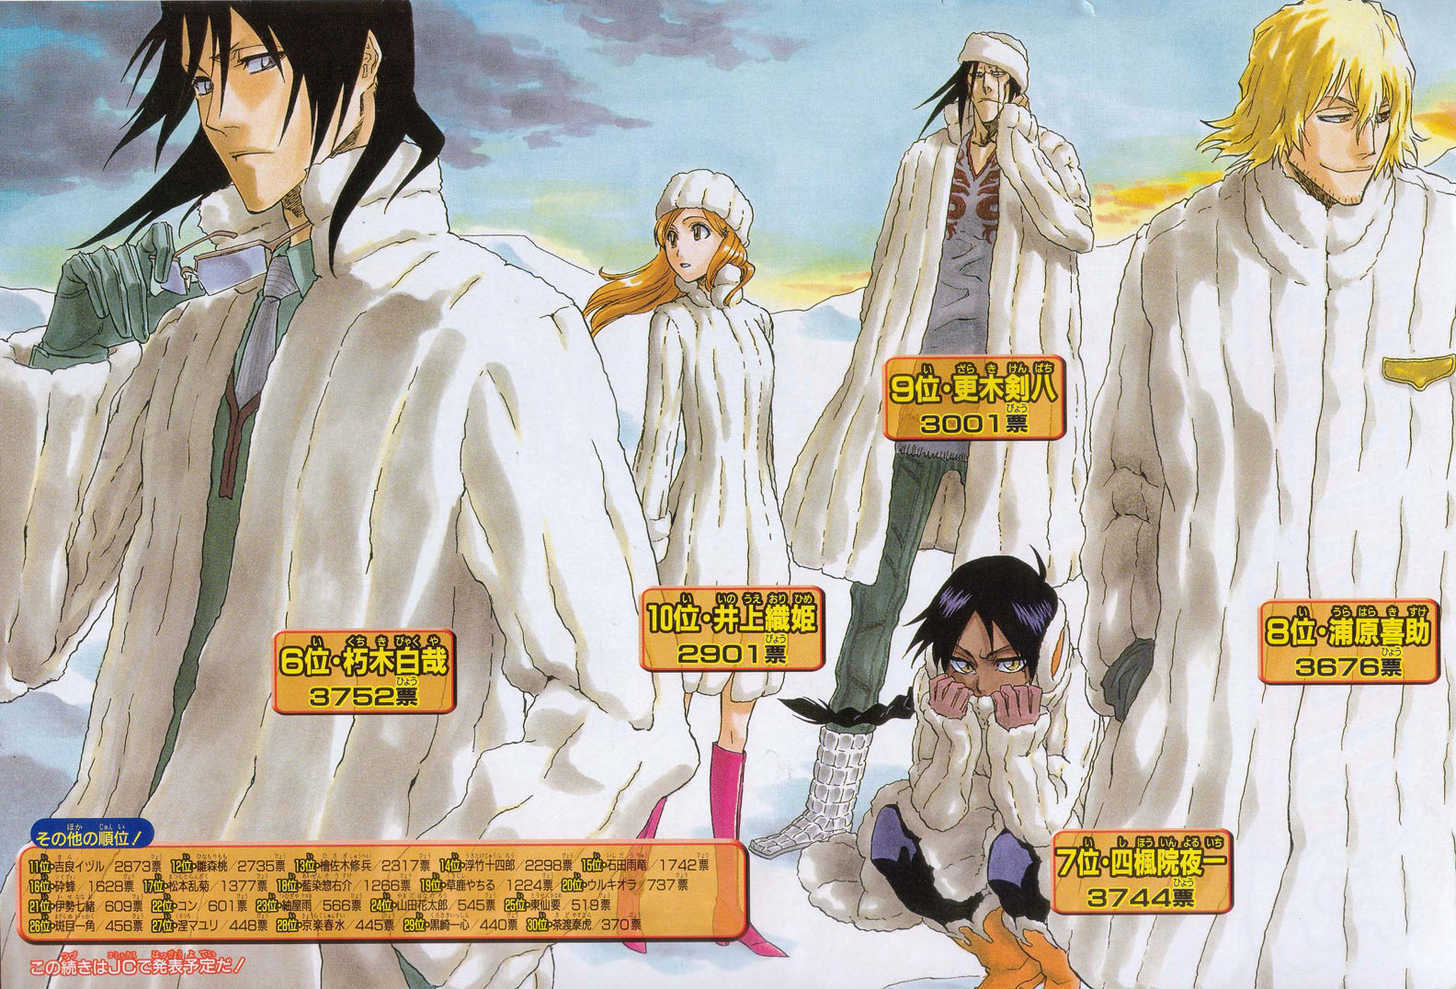 9位・更木剣八
3001票
10位・井上織姫
2901票
6位・朽木白哉
3752票
8位・浦原喜助
3676票
7位・四楓院夜一
3744票
その他の順位！
11位・吉良イヅル／2873票 12位・雛森桃／2735票 13位・檜佐木修兵／2317票 14位・浮竹十四郎／2298票 15位・石田雨竜／1742票
16位・砕蜂／1628票 17位・松本乱菊／1377票 18位・藍染惣右介／1266票 19位・草鹿やちる／1224票 20位・ウルキオラ／737票
21位・伊勢七緒／609票 22位・コン／601票 23位・紬屋雨／566票 24位・山田花太郎／545票 25位・東仙要／519票
26位・斑目一角／456票 27位・涅マユリ／448票 28位・京楽春水／445票 29位・黒崎一心／440票 30位・茶渡泰虎／370票
この続きはJCで発表予定だ！